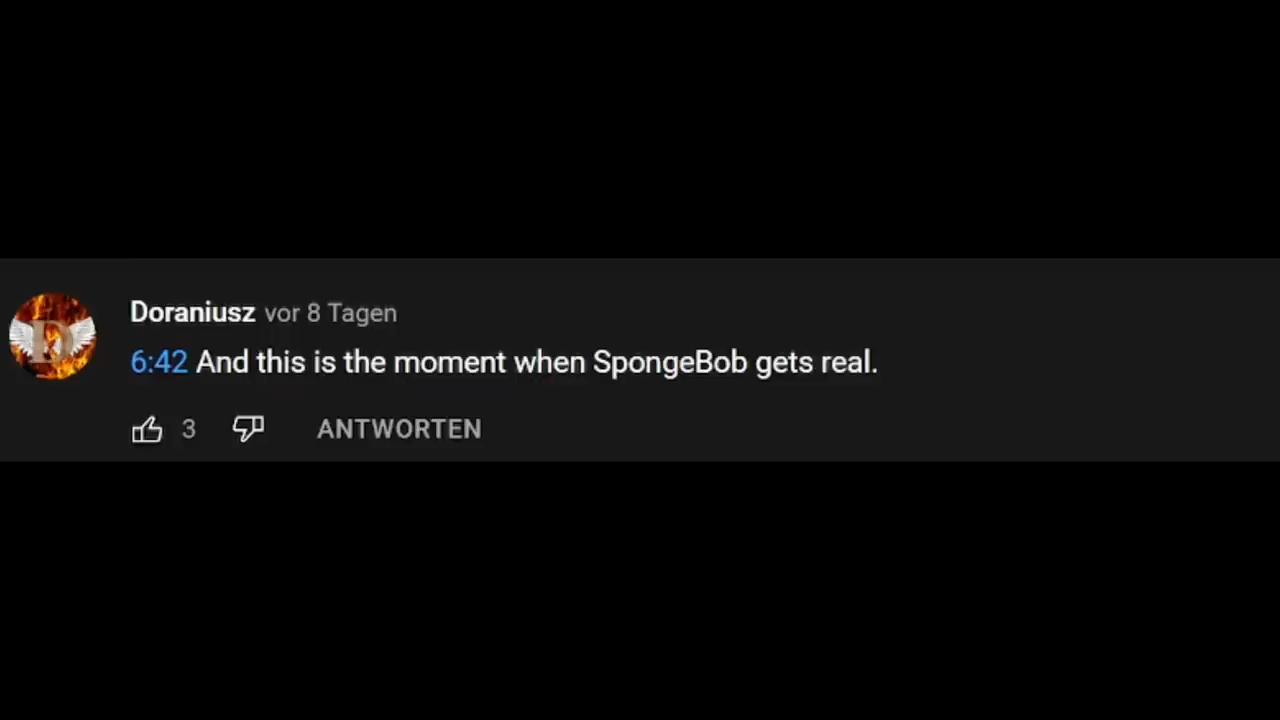 Doraniusz vor 8 Tagen
6:42 And this is the moment when SpongeBob gets real.
3 ANTWORTEN